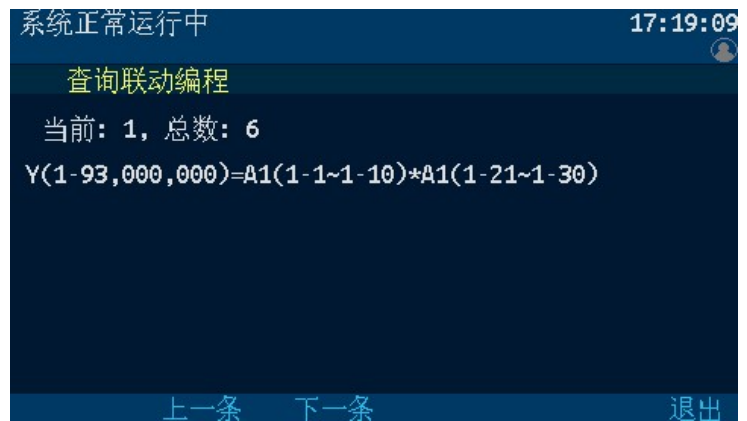 系统正常运行中 17:19:09
查询联动编程
当前: 1, 总数: 6
Y(1-93,000,000)=A1(1-1~1-10)*A1(1-21~1-30)
上一条 下一条 退出